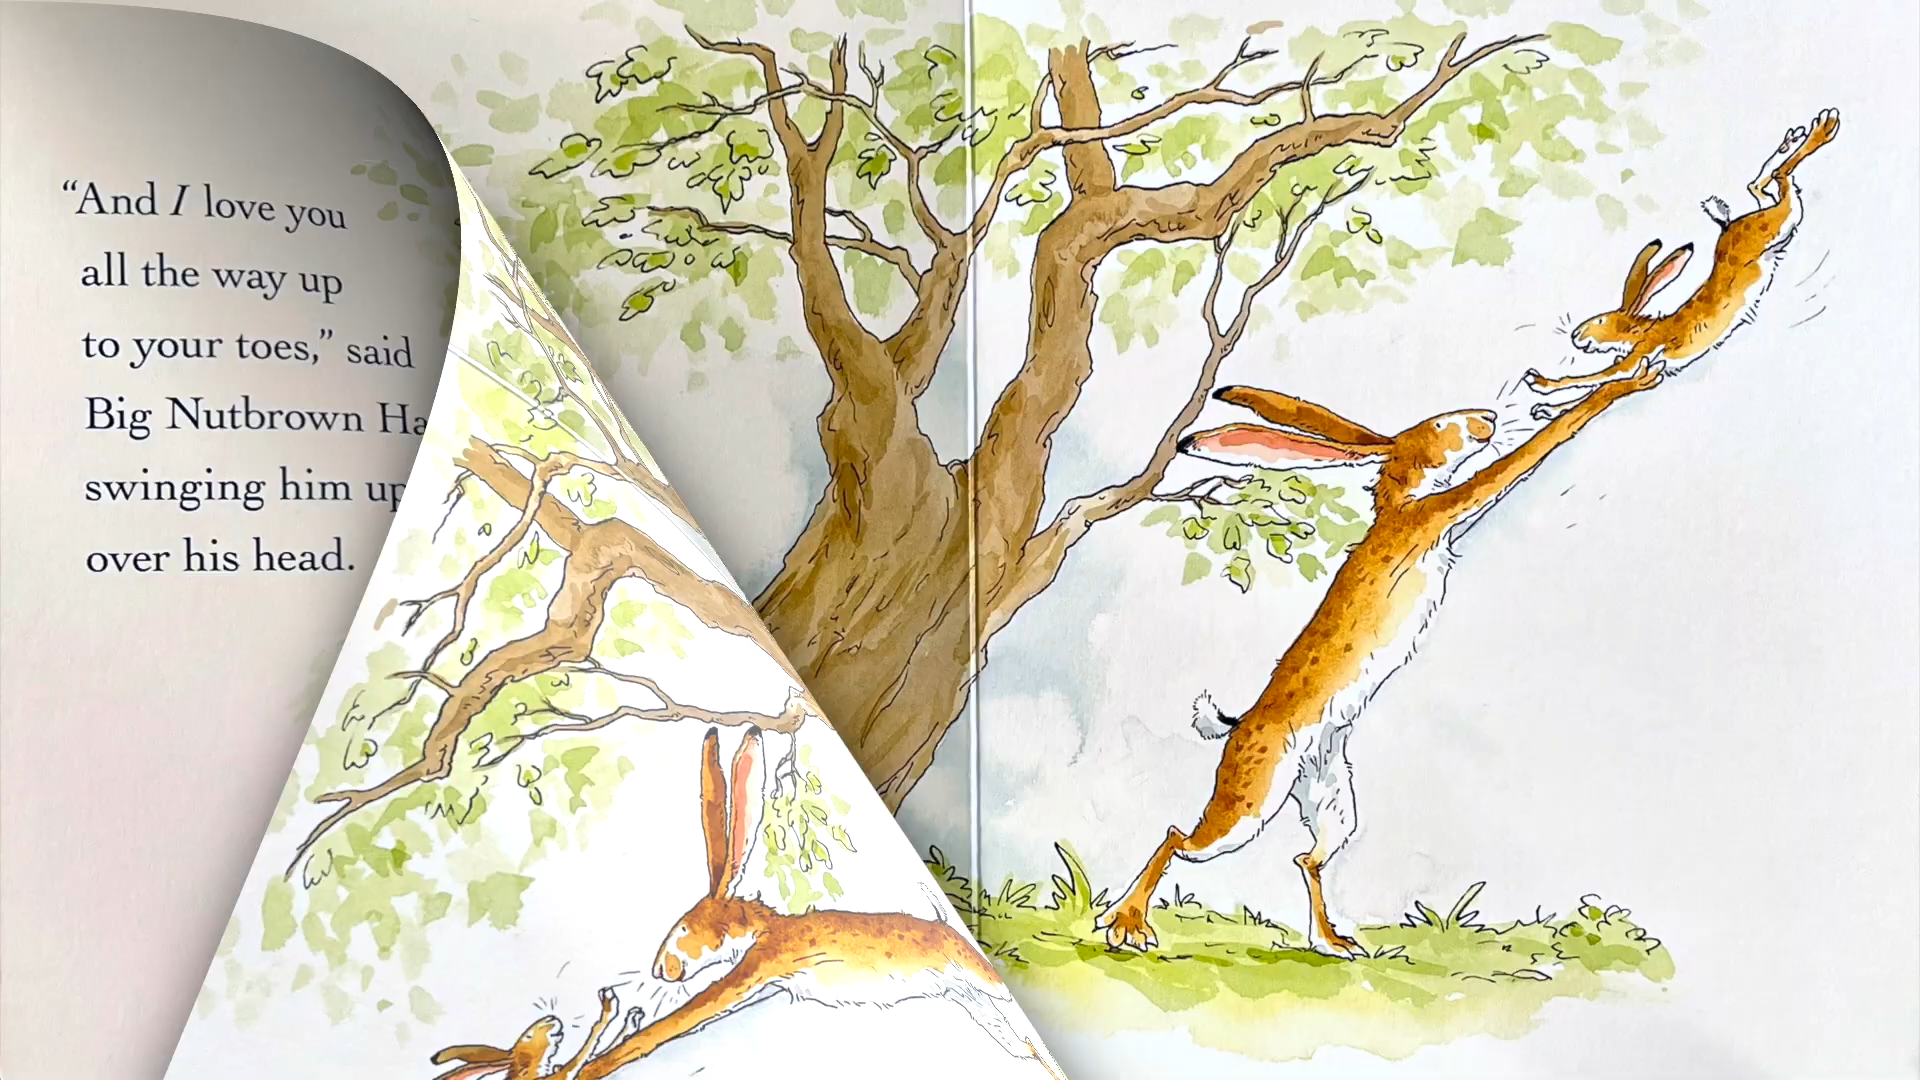 “And I love you
all the way up
to your toes,” said
Big Nutbrown Ha
swinging him up
over his head.